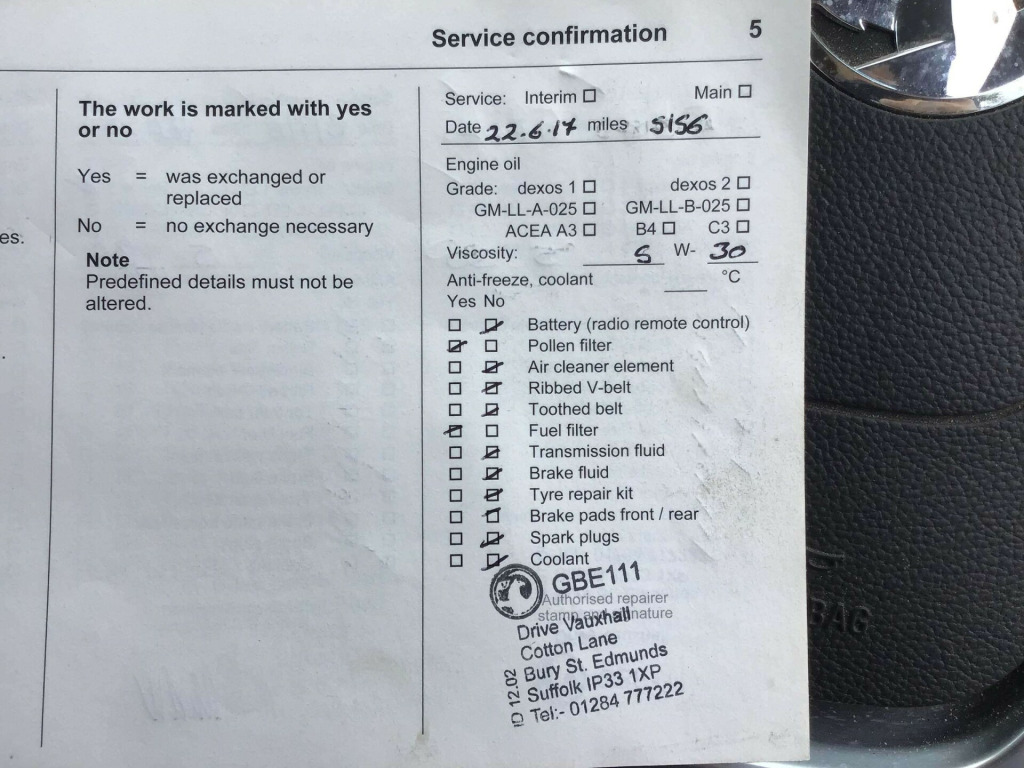 Service confirmation 5
es.
.
The work is marked with yes
or no
Yes = was exchanged or
replaced
No = no exchange necessary
Note
Predefined details must not be
altered.
Service: Interim Main
Date 22.6.17 miles 5156
Engine oil
Grade: dexos 1 dexos 2
GM-LL-A-025 GM-LL-B-025
ACEA A3 B4 C3
Viscosity: 5 W- 30
Anti-freeze, coolant °C
Yes No
Battery (radio remote control)
Pollen filter
Air cleaner element
Ribbed V-belt
Toothed belt
Fuel filter
Transmission fluid
Brake fluid
Tyre repair kit
Brake pads front / rear
Spark plugs
Coolant
GBE111
Authorised repairer
stamp and signature
Drive Vauxhall
Cotton Lane
Bury St. Edmunds
Suffolk IP33 1XP
Tel:- 01284 777222
ID 12.02
BAG